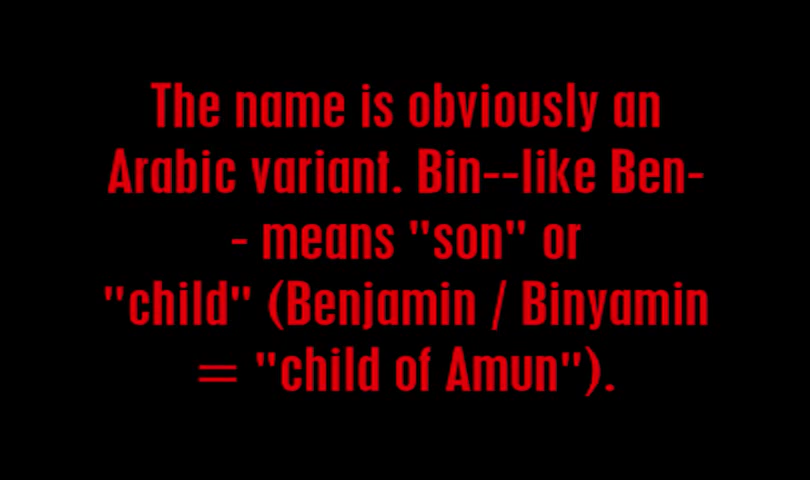 The name is obviously an
Arabic variant. Bin--like Ben-
- means "son" or
"child" (Benjamin / Binyamin
= "child of Amun").